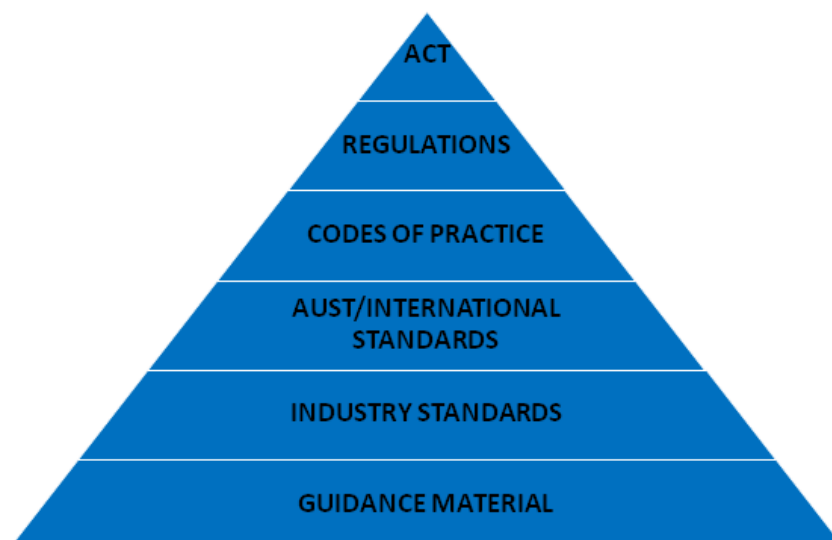 ACT
REGULATIONS
CODES OF PRACTICE
AUST/INTERNATIONAL
STANDARDS
INDUSTRY STANDARDS
GUIDANCE MATERIAL